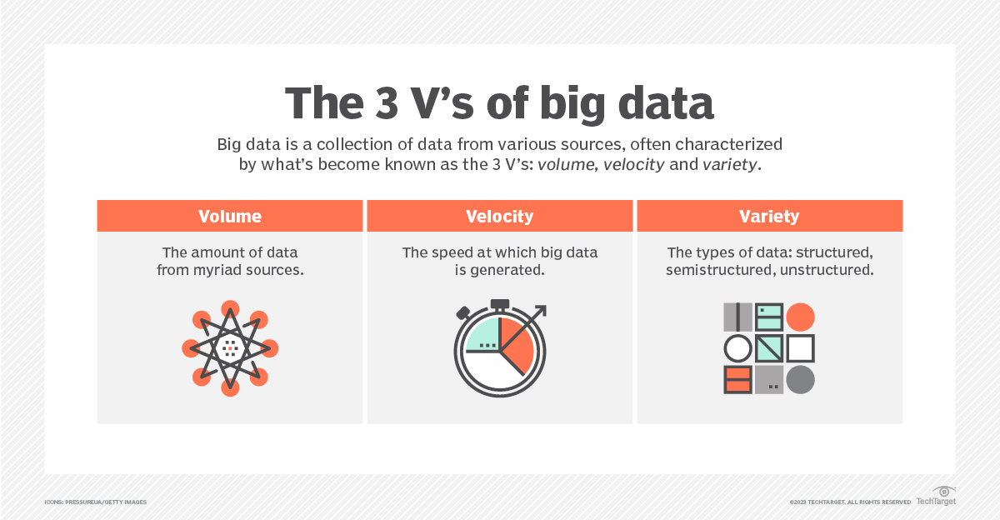 The 3 V’s of big data
Big data is a collection of data from various sources, often characterized
by what’s become known as the 3 V’s: volume, velocity and variety.
Volume
The amount of data
from myriad sources.
Velocity
The speed at which big data
is generated.
Variety
The types of data: structured,
semistructured, unstructured.
ICONS: PRESSUREUA/GETTY IMAGES
©2023 TECHTARGET. ALL RIGHTS RESERVED
TechTarget